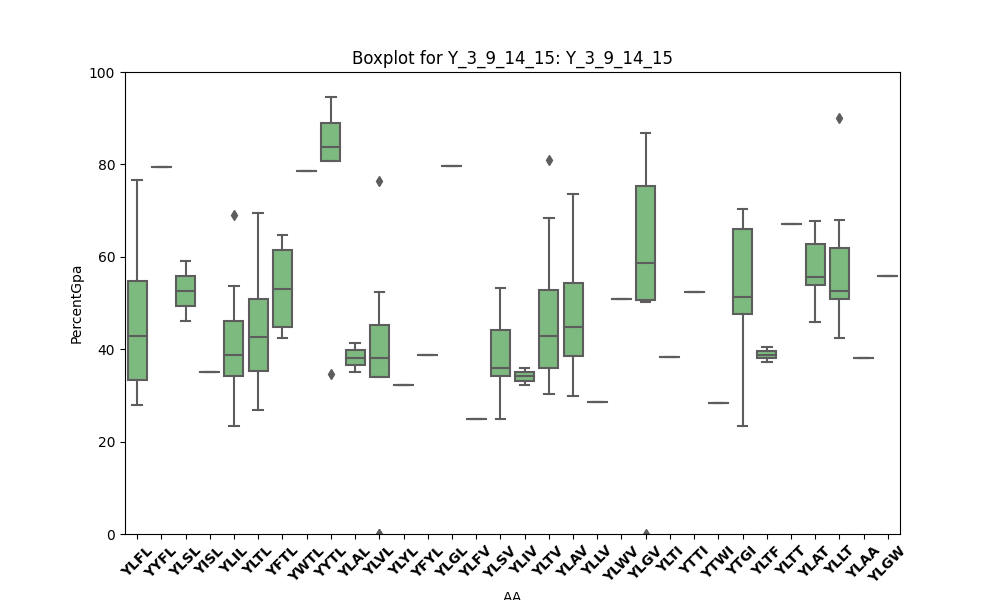 Boxplot for Y_3_9_14_15: Y_3_9_14_15
100
80
60
40
20
0
PercentGpa
YLFL
YYFL
YLSL
YISL
YLIL
YLTL
YFTL
YWTL
YYTL
YLAL
YLVL
YLYL
YFYL
YLGL
YLFV
YLSV
YLIV
YLTV
YLAV
YLLV
YLWV
YLGV
YLTI
YTTI
YTWI
YTGI
YLTF
YLTT
YLAT
YLLT
YLAA
YLGW
AA